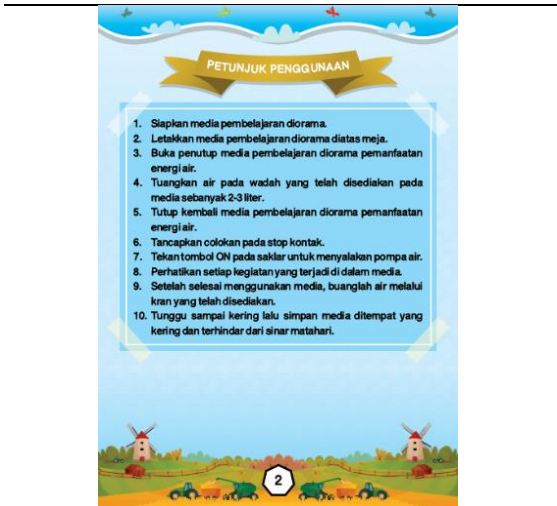 PETUNJUK PENGGUNAAN
1. Siapkan media pembelajaran diorama.
2. Letakkan media pembelajaran diorama diatas meja.
3. Buka penutup media pembelajaran diorama pemanfaatan
energi air.
4. Tuangkan air pada wadah yang telah disediakan pada
media sebanyak 2-3 liter.
5. Tutup kembali media pembelajaran diorama pemanfaatan
energi air.
6. Tancapkan colokan pada stop kontak.
7. Tekan tombol ON pada saklar untuk menyalakan pompa air.
8. Perhatikan setiap kegiatan yang terjadi di dalam media.
9. Setelah selesai menggunakan media, buanglah air melalui
kran yang telah disediakan.
10. Tunggu sampai kering lalu simpan media ditempat yang
kering dan terhindar dari sinar matahari.
2